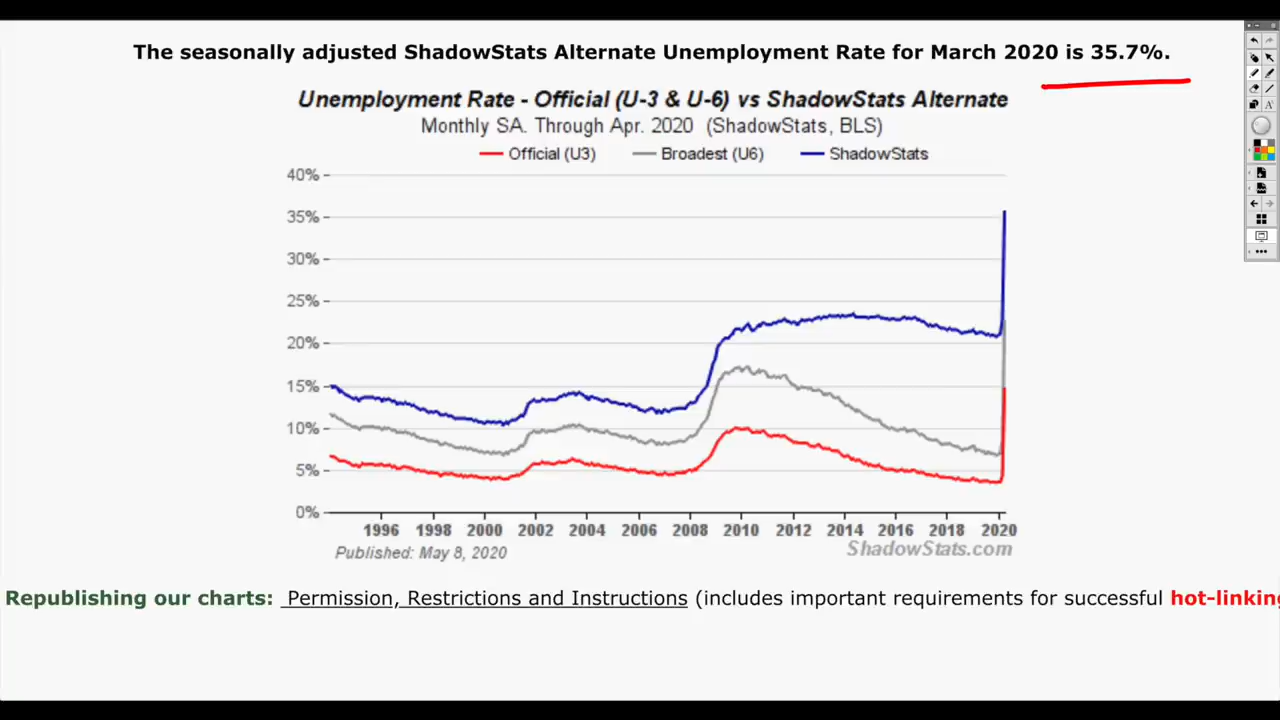 The seasonally adjusted ShadowStats Alternate Unemployment Rate for March 2020 is 35.7%.
Unemployment Rate - Official (U-3 & U-6) vs ShadowStats Alternate
Monthly SA. Through Apr. 2020 (ShadowStats, BLS)
Official (U3) Broadest (U6) ShadowStats
40%
35%
30%
25%
20%
15%
10%
5%
0%
1996 1998 2000 2002 2004 2006 2008 2010 2012 2014 2016 2018 2020
Published: May 8, 2020 ShadowStats.com
Republishing our charts: Permission, Restrictions and Instructions (includes important requirements for successful hot-linking